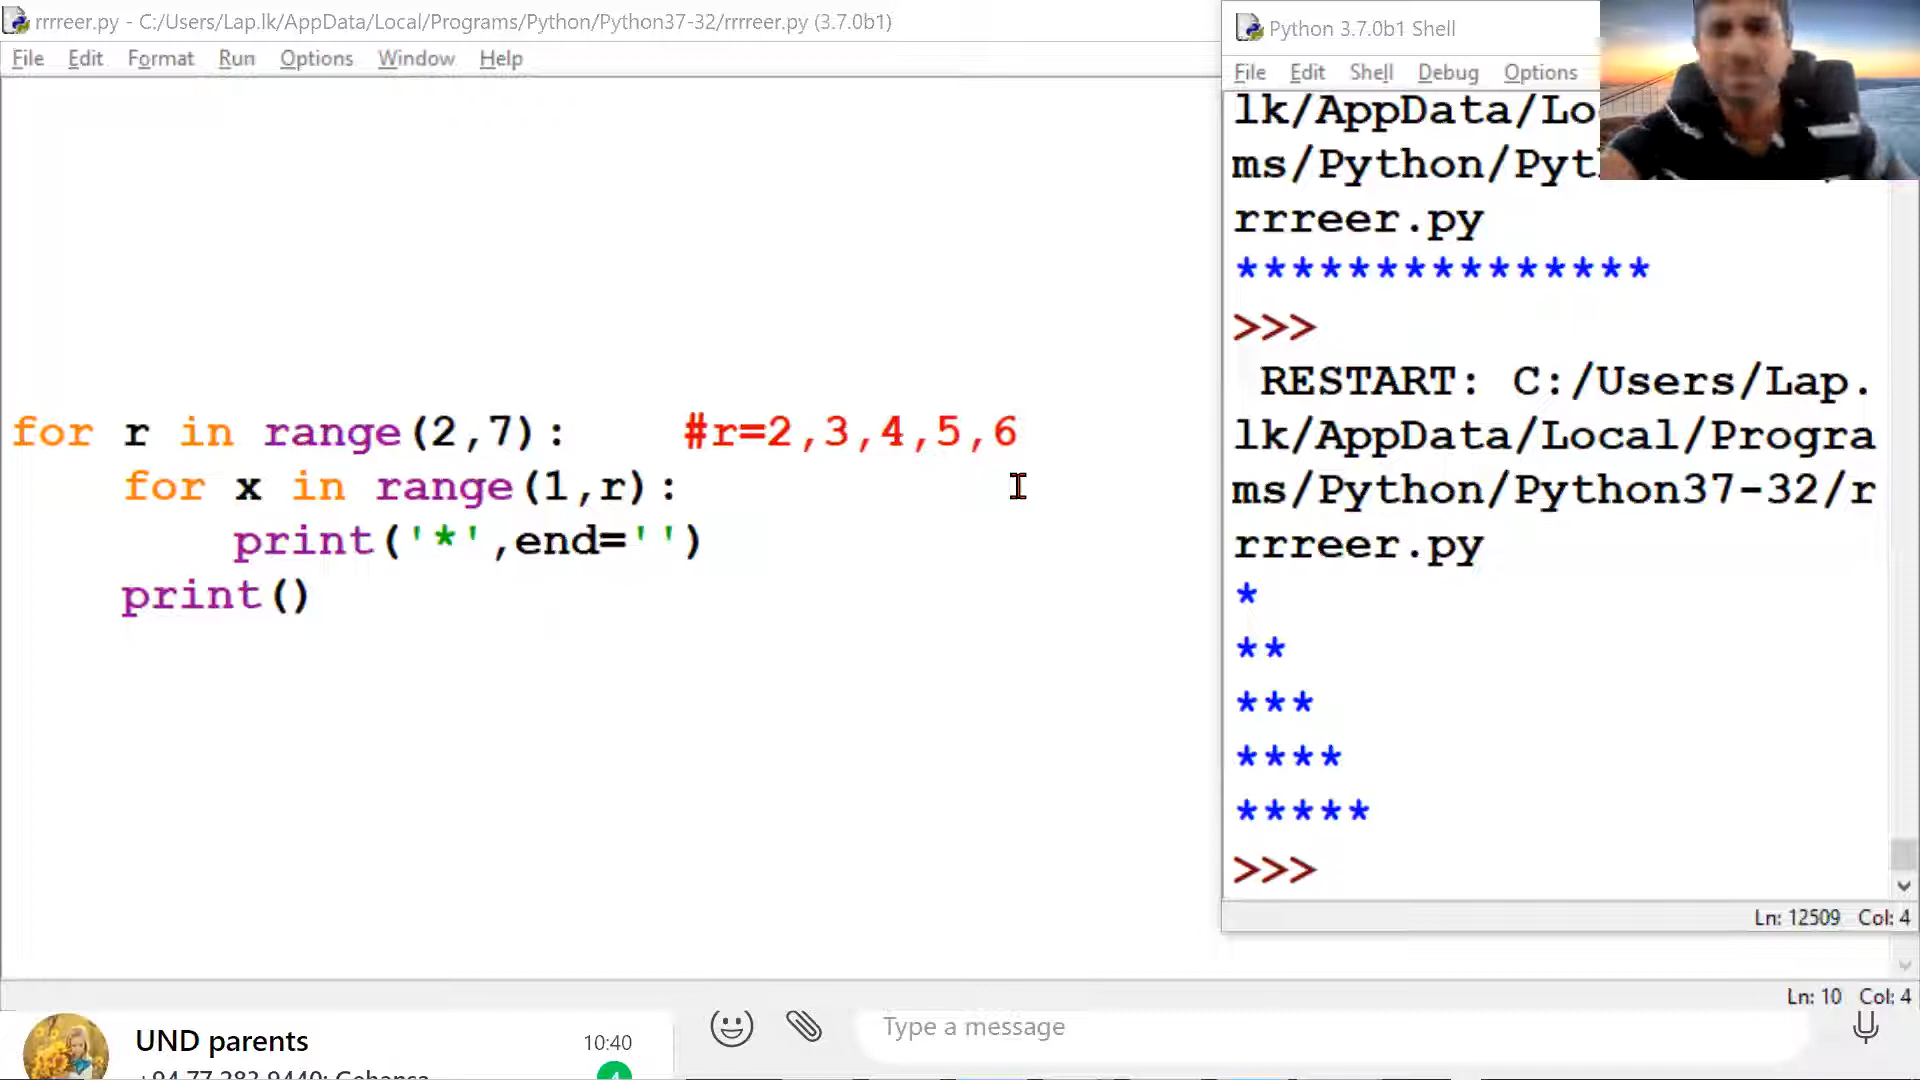 rrrreer.py - C:/Users/Lap.lk/AppData/Local/Programs/Python/Python37-32/rrrreer.py (3.7.0b1)
File Edit Format Run Options Window Help
for r in range(2,7): #r=2,3,4,5,6
for x in range(1,r):
print('*',end='')
print()
Ln: 10 Col: 4
Python 3.7.0b1 Shell
File Edit Shell Debug Options
lk/AppData/Lo
ms/Python/Pyt
rrreer.py
***************
>>>
RESTART: C:/Users/Lap.
lk/AppData/Local/Progra
ms/Python/Python37-32/r
rrreer.py
*
**
***
****
*****
>>>
Ln: 12509 Col: 4
UND parents
10:40
Type a message